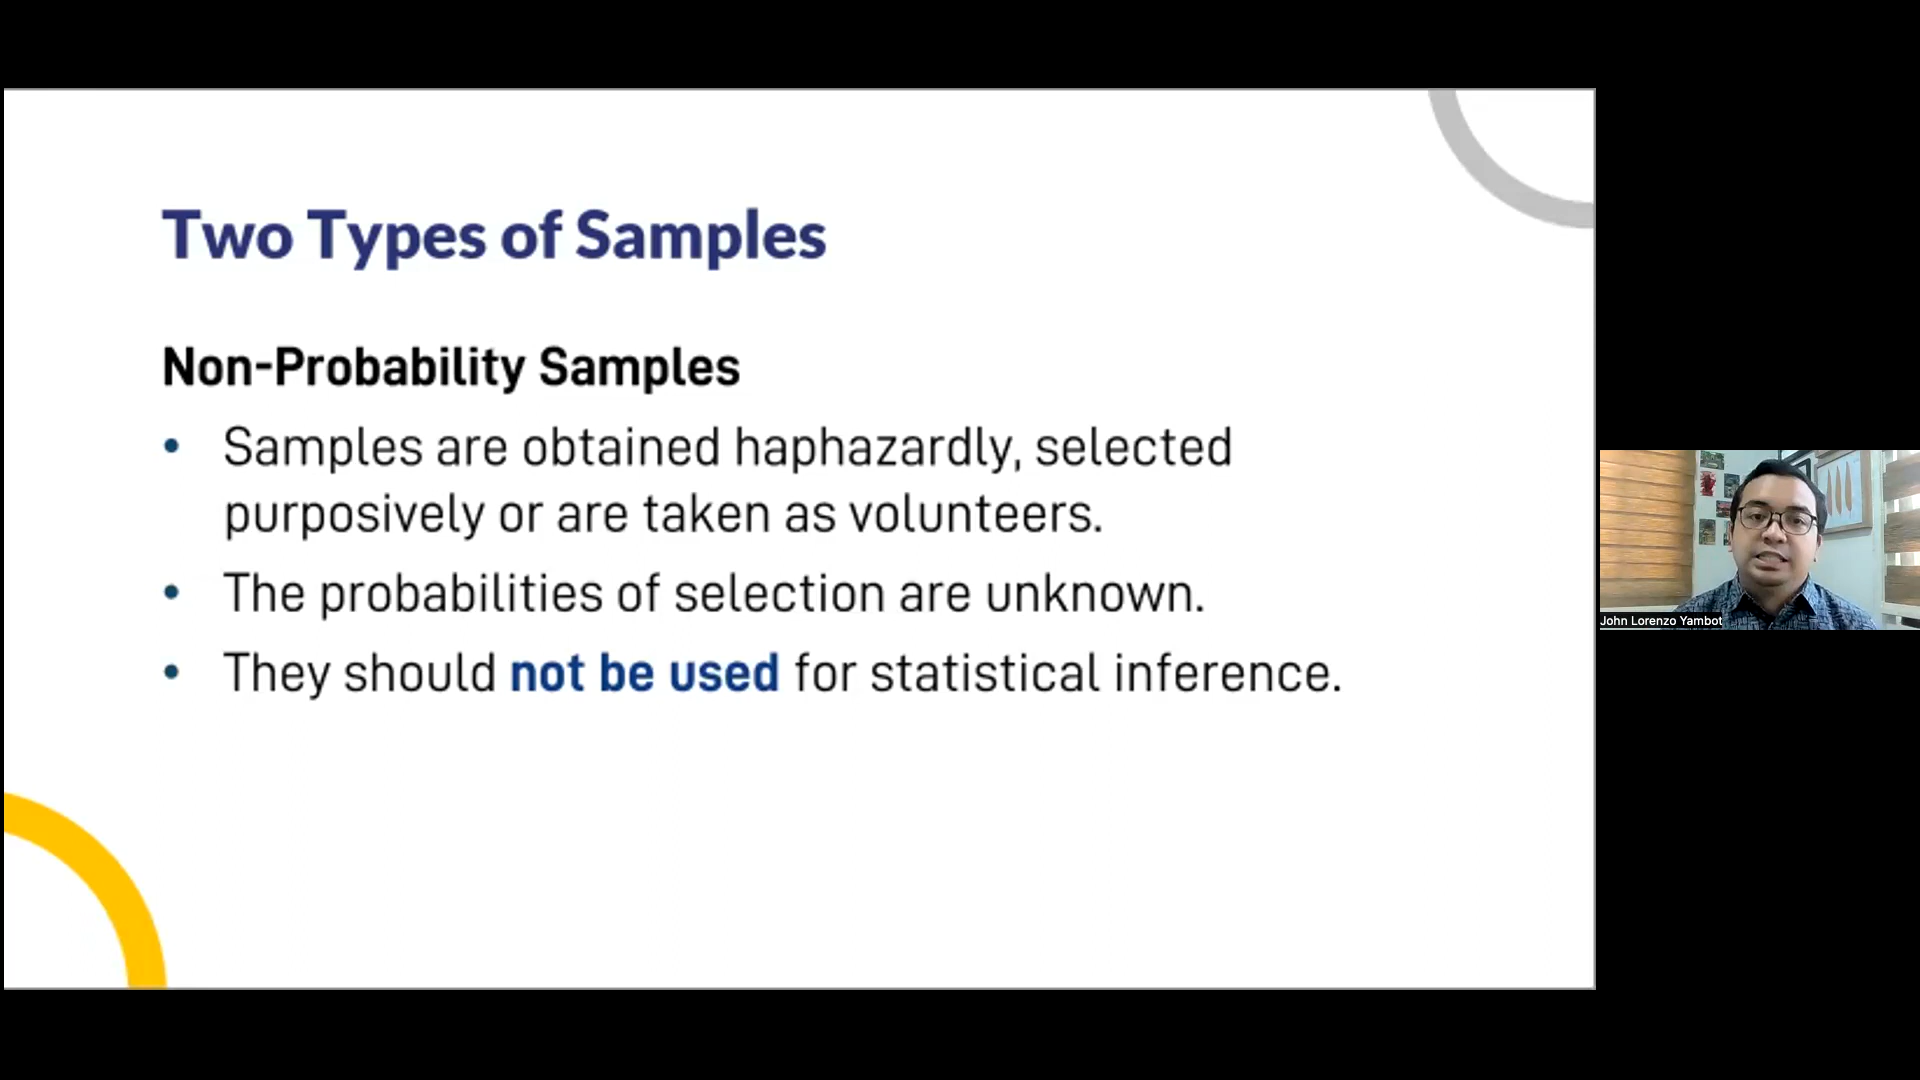 Two Types of Samples
Non-Probability Samples
• Samples are obtained haphazardly, selected
purposively or are taken as volunteers.
• The probabilities of selection are unknown.
• They should not be used for statistical inference.
John Lorenzo Yambot